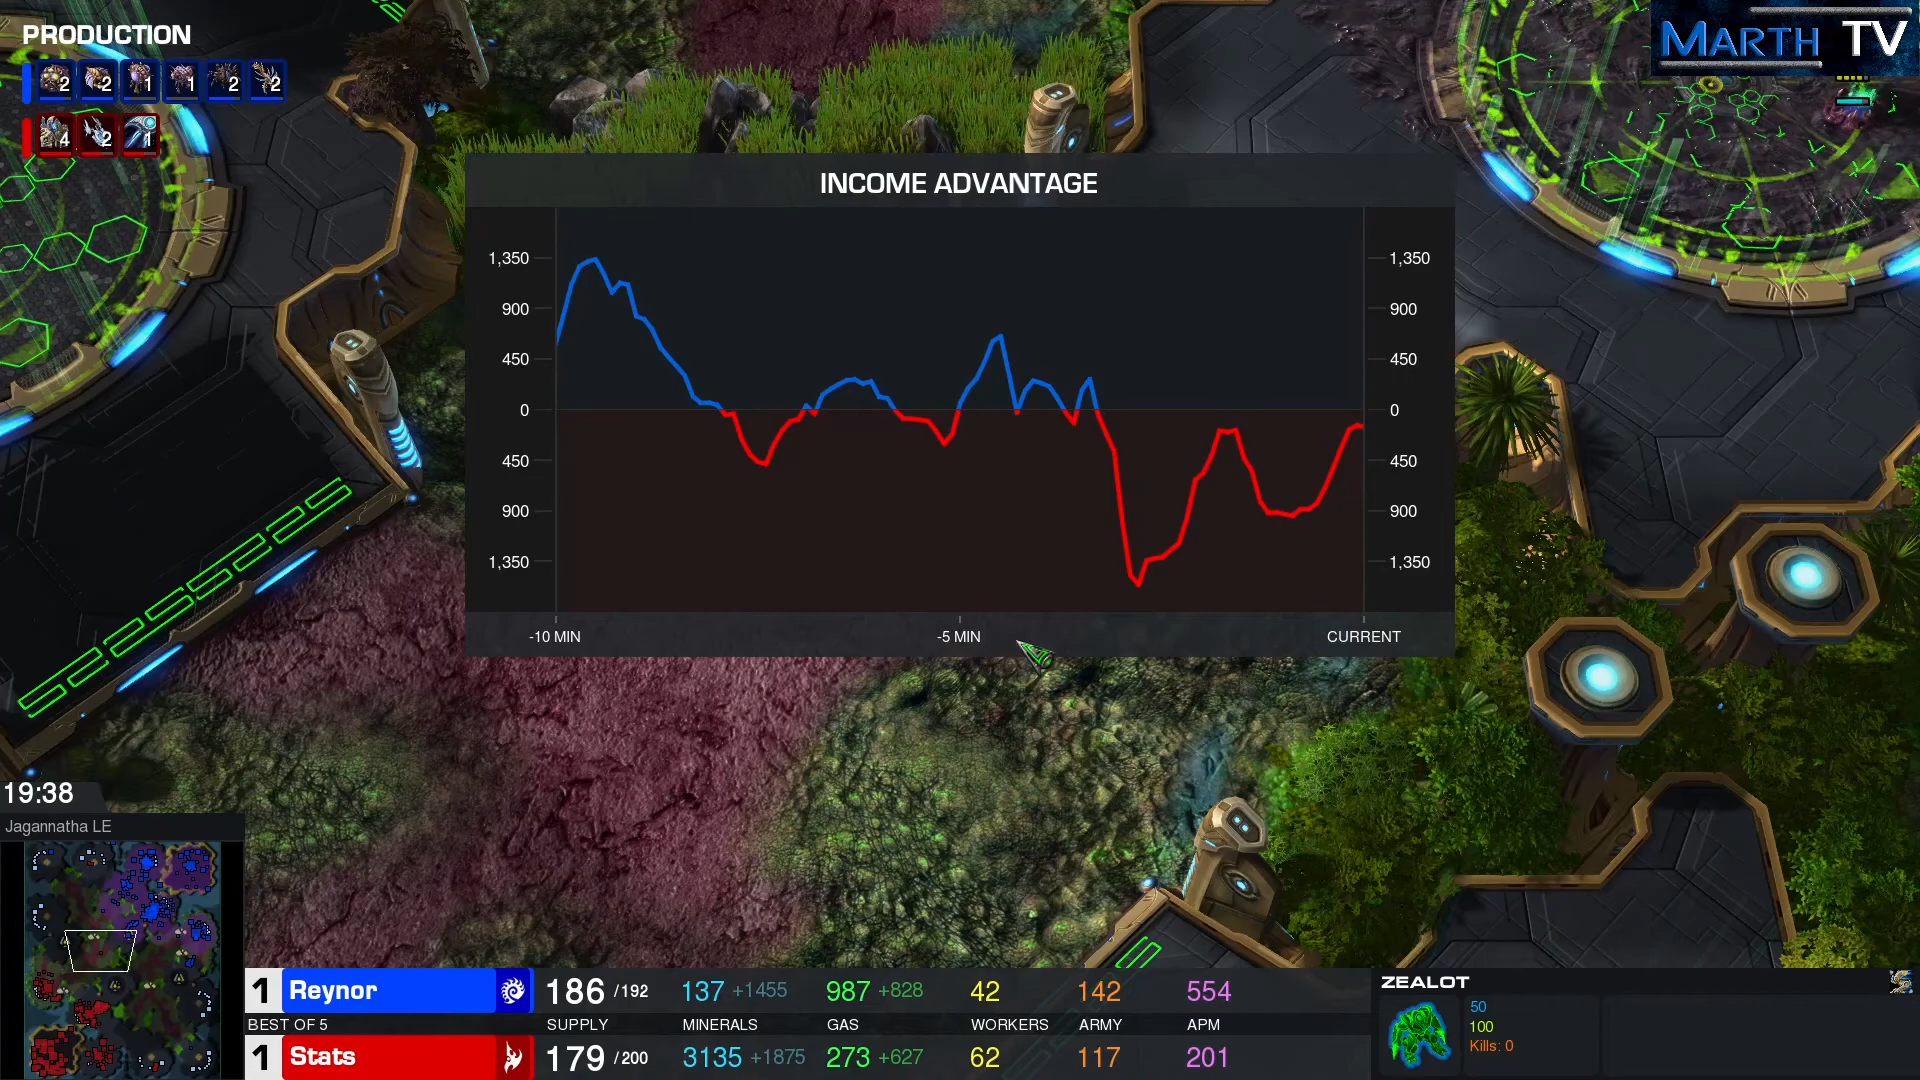 PRODUCTION
2 2 1 1 2 2
4 2 1
MARTH TV
INCOME ADVANTAGE
1,350 1,350
900 900
450 450
0 0
450 450
900 900
1,350 1,350
-10 MIN -5 MIN CURRENT
19:38
Jagannatha LE
1 Reynor 186 /192 137 +1455 987 +828 42 142 554
BEST OF 5 SUPPLY MINERALS GAS WORKERS ARMY APM
1 Stats 179 /200 3135 +1875 273 +627 62 117 201
ZEALOT
50
100
Kills: 0